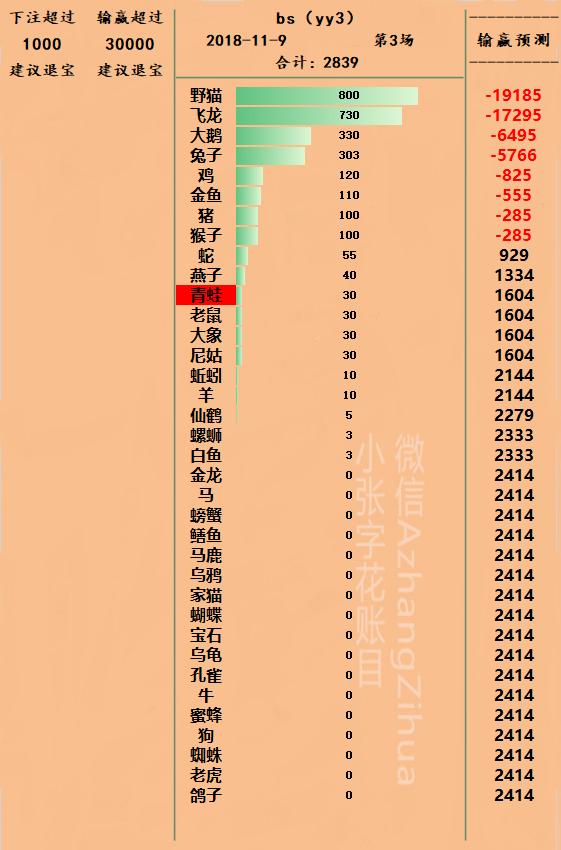 下注超过 输赢超过
1000 30000
建议退宝 建议退宝
bs（yy3）
2018-11-9 第3场
合计：2839
----------
输赢预测
----------
野猫 800 -19185
飞龙 730 -17295
大鹅 330 -6495
兔子 303 -5766
鸡 120 -825
金鱼 110 -555
猪 100 -285
猴子 100 -285
蛇 55 929
燕子 40 1334
青蛙 30 1604
老鼠 30 1604
大象 30 1604
尼姑 30 1604
蚯蚓 10 2144
羊 10 2144
仙鹤 5 2279
螺蛳 3 2333
白鱼 3 2333
金龙 0 2414
马 0 2414
螃蟹 0 2414
鳝鱼 0 2414
马鹿 0 2414
乌鸦 0 2414
家猫 0 2414
蝴蝶 0 2414
宝石 0 2414
乌龟 0 2414
孔雀 0 2414
牛 0 2414
蜜蜂 0 2414
狗 0 2414
蜘蛛 0 2414
老虎 0 2414
鸽子 0 2414
微信AzhangZihua
小张字花账目